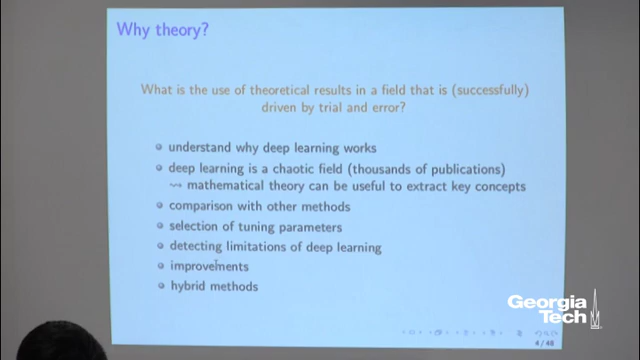 Why theory?
What is the use of theoretical results in a field that is (successfully)
driven by trial and error?
understand why deep learning works
deep learning is a chaotic field (thousands of publications)
⇝ mathematical theory can be useful to extract key concepts
comparison with other methods
selection of tuning parameters
detecting limitations of deep learning
improvements
hybrid methods
Georgia
Tech
4 / 48